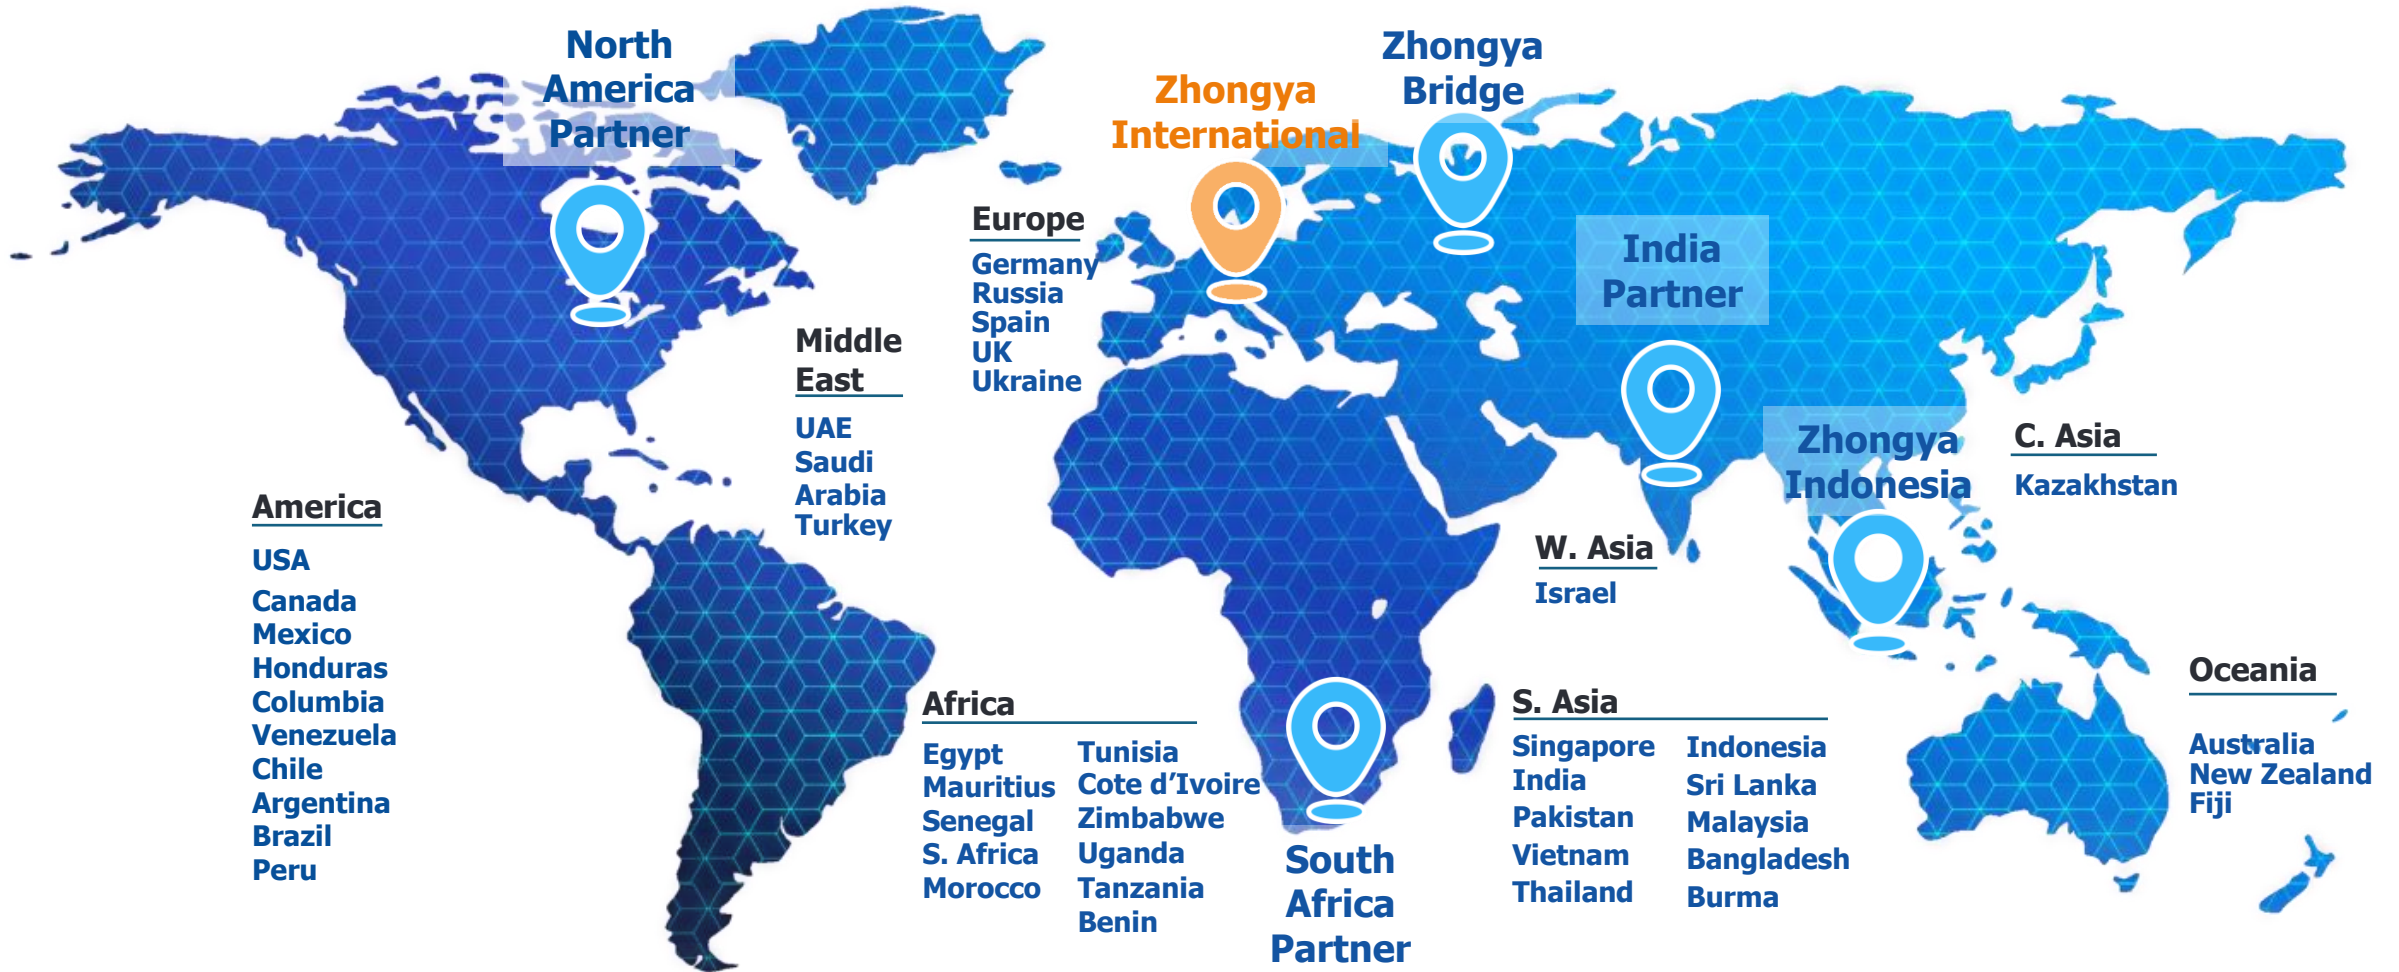 North
America
Partner
Zhongya
International
Zhongya
Bridge
India
Partner
Zhongya
Indonesia
South
Africa
Partner
America
USA
Canada
Mexico
Honduras
Columbia
Venezuela
Chile
Argentina
Brazil
Peru
Middle
East
UAE
Saudi
Arabia
Turkey
Europe
Germany
Russia
Spain
UK
Ukraine
Africa
Egypt
Mauritius
Senegal
S. Africa
Morocco
Tunisia
Cote d’Ivoire
Zimbabwe
Uganda
Tanzania
Benin
W. Asia
Israel
S. Asia
Singapore
India
Pakistan
Vietnam
Thailand
Indonesia
Sri Lanka
Malaysia
Bangladesh
Burma
C. Asia
Kazakhstan
Oceania
Australia
New Zealand
Fiji